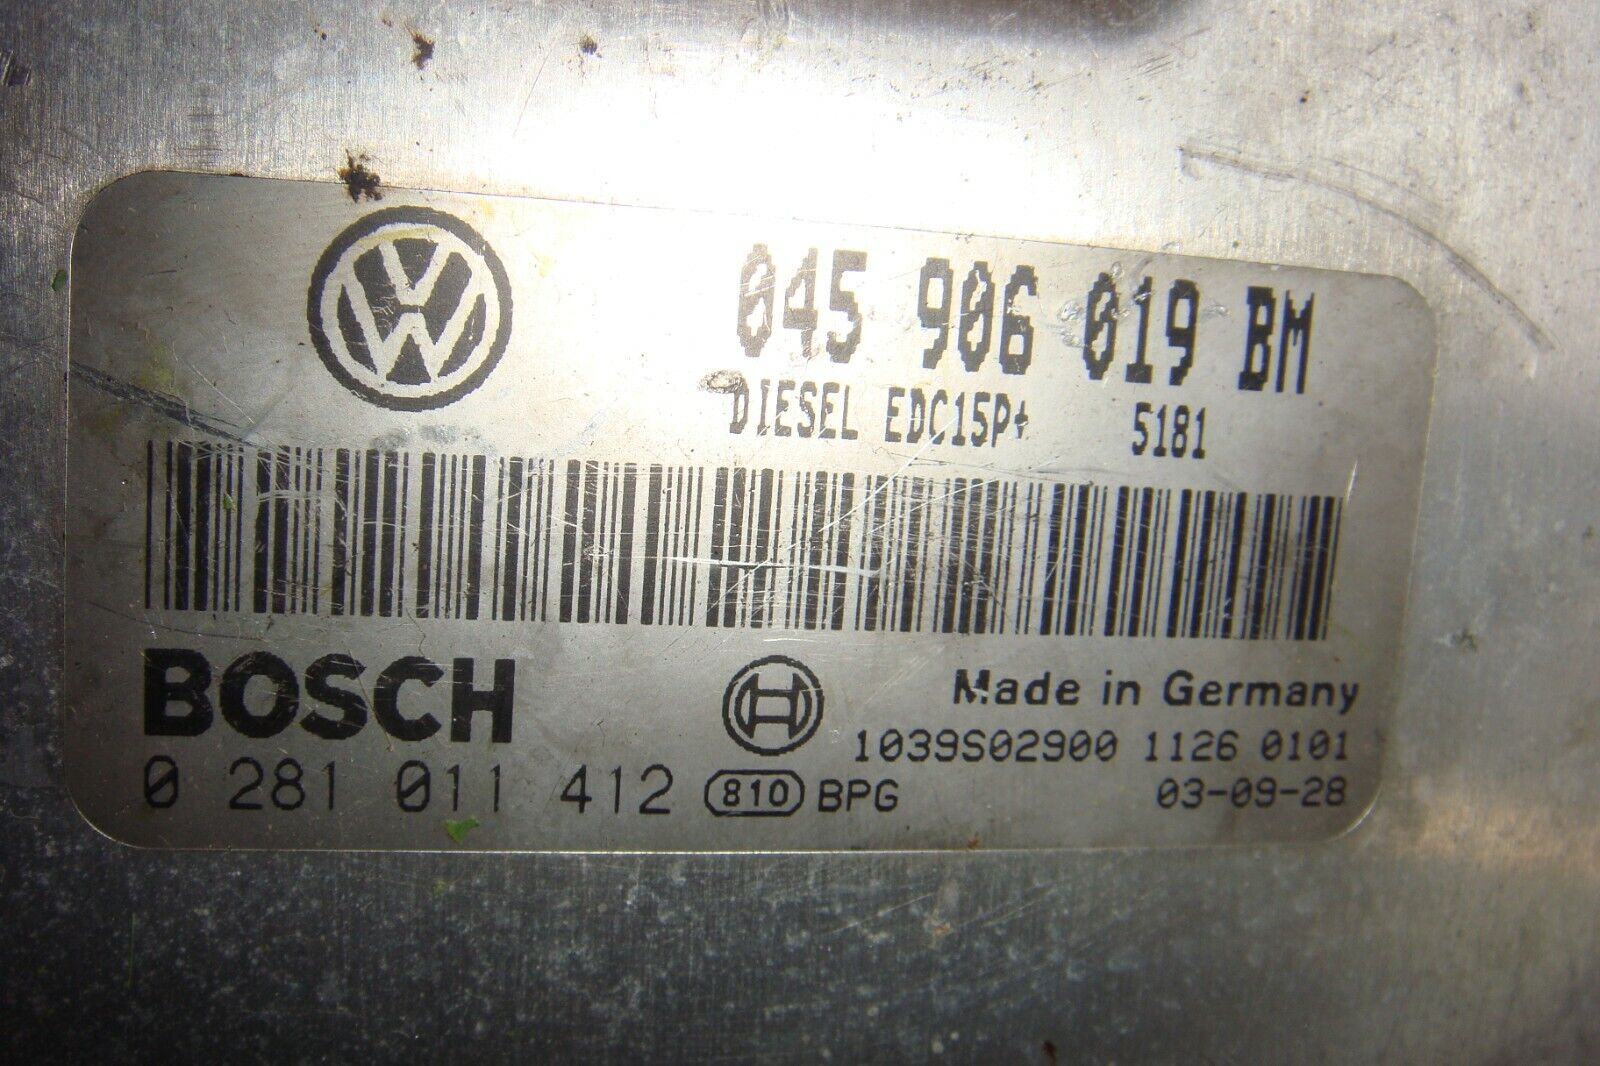 045 906 019 BM
DIESEL EDC15P+ 5181
BOSCH
Made in Germany
1039S02900 1126 0101
0 281 011 412 810 BPG 03-09-28